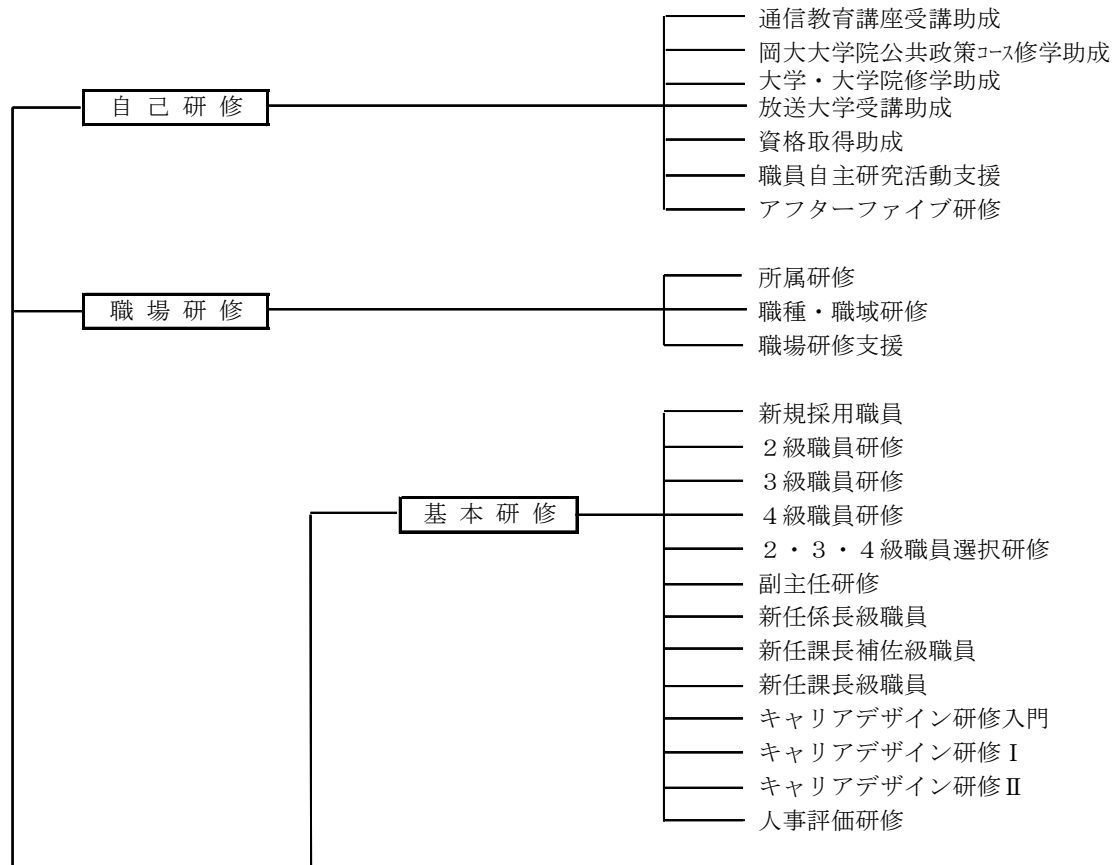 通信教育講座受講助成
岡大大学院公共政策ｺｰｽ修学助成
大学・大学院修学助成
自己研修
放送大学受講助成
資格取得助成
職員自主研究活動支援
アフターファイブ研修
所属研修
職場研修
職種・職域研修
職場研修支援
新規採用職員
２級職員研修
３級職員研修
基本研修
４級職員研修
２・３・４級職員選択研修
副主任研修
新任係長級職員
新任課長補佐級職員
新任課長級職員
キャリアデザイン研修入門
キャリアデザイン研修Ⅰ
キャリアデザイン研修Ⅱ
人事評価研修